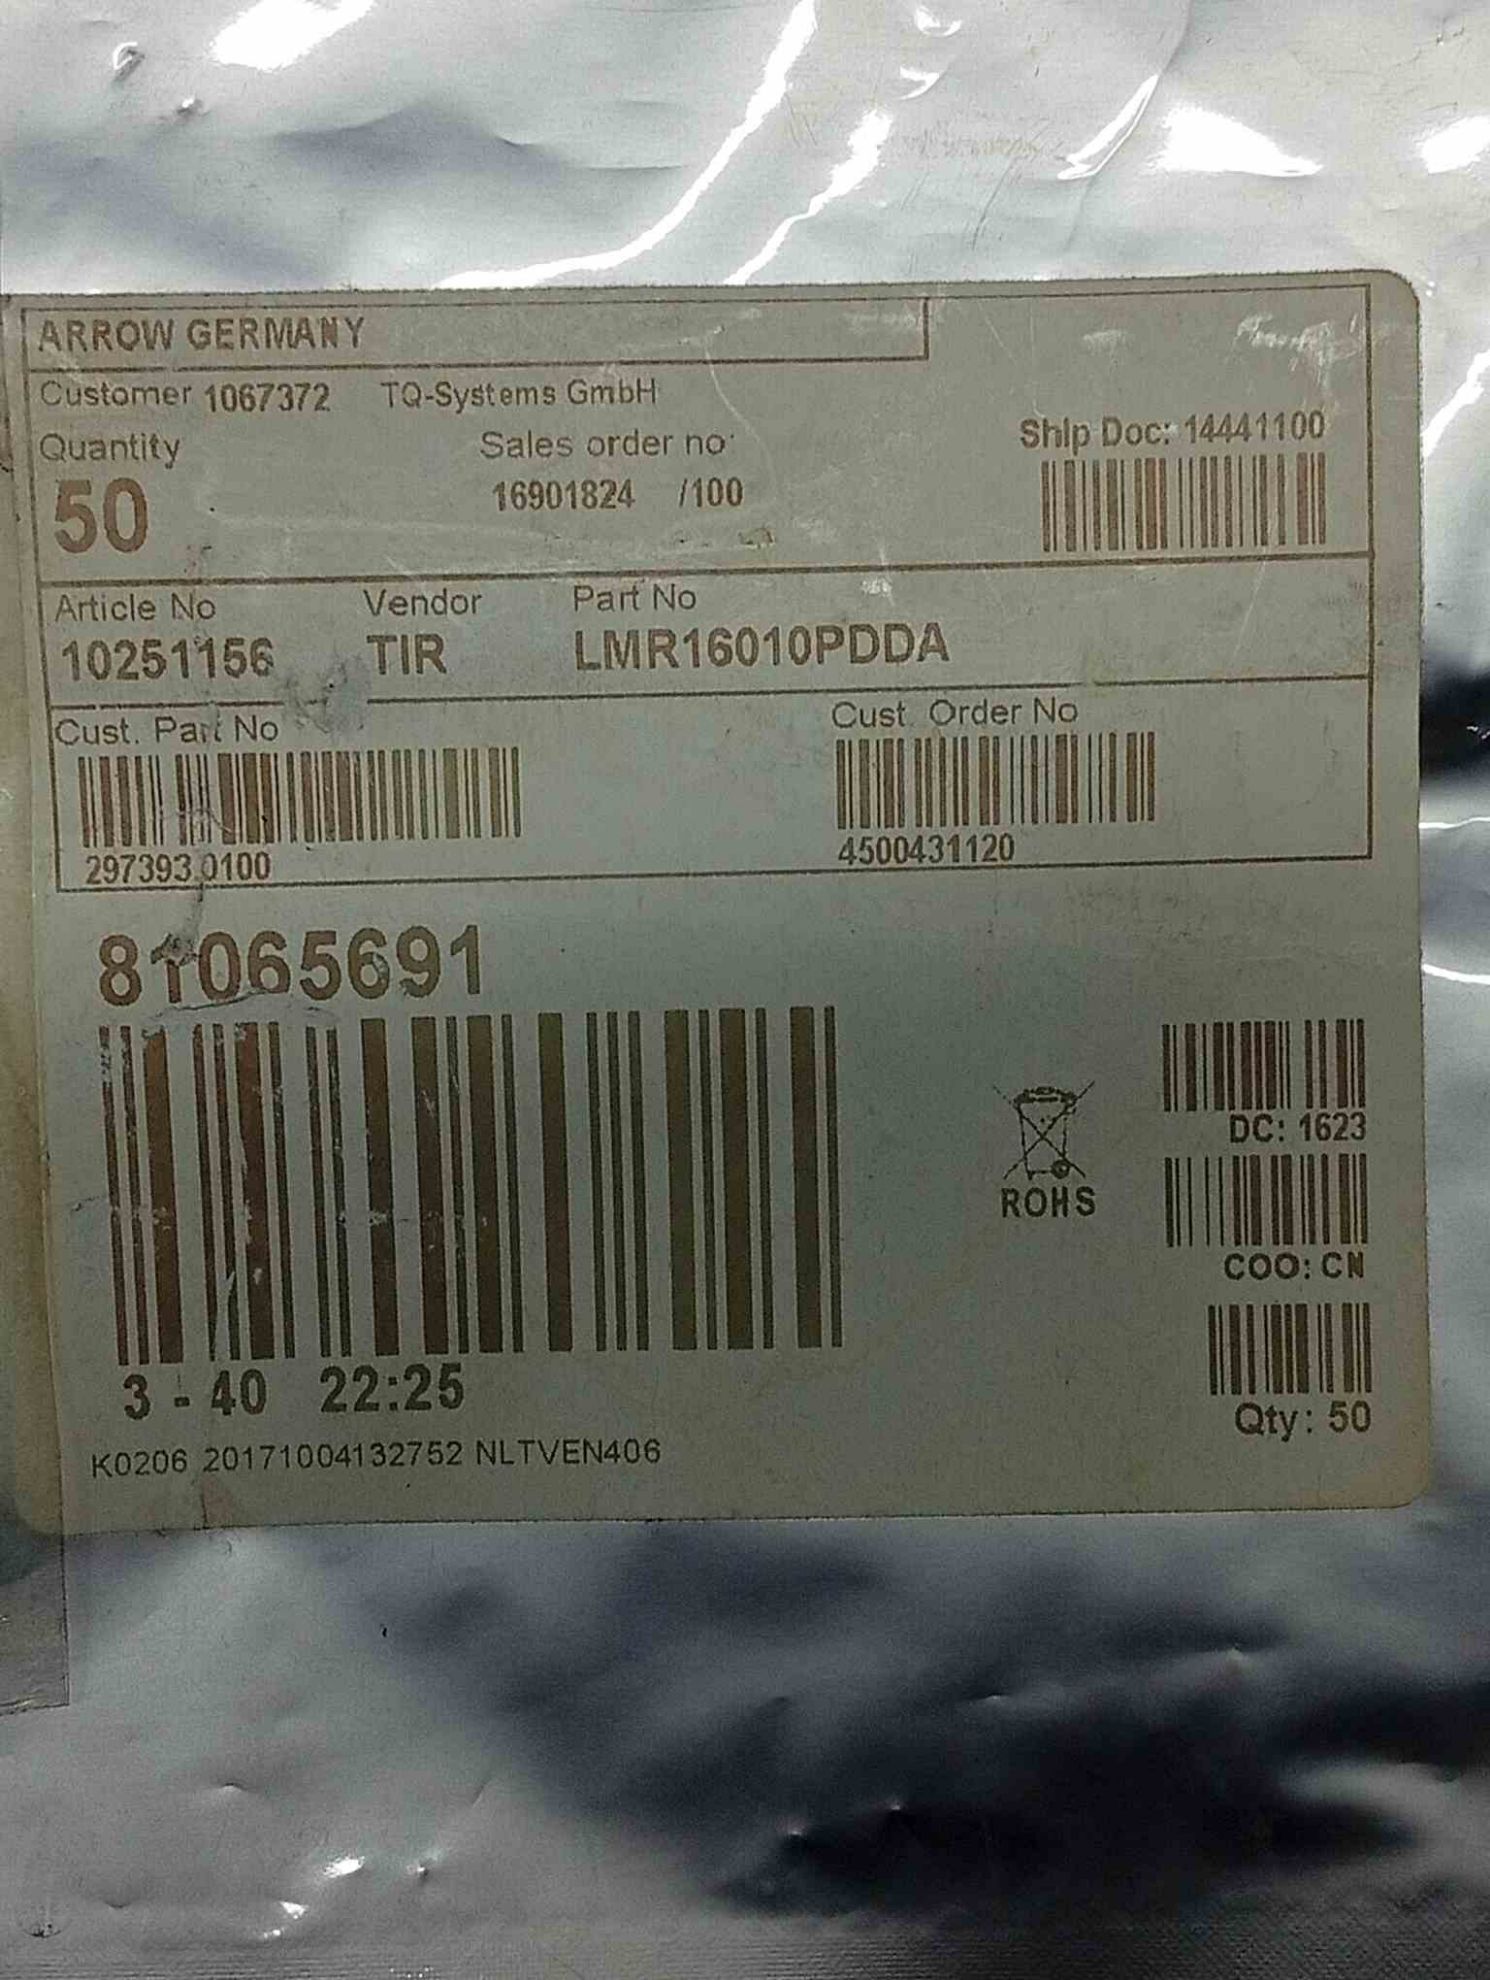 ARROW GERMANY
Customer 1067372 TQ-Systems GmbH
Quantity Sales order no: Ship Doc: 14441100
50 16901824 /100
Article No Vendor Part No
10251156 TIR LMR16010PDDA
Cust. Part No Cust. Order No
297393.0100 4500431120
81065691
DC: 1623
ROHS
COO: CN
3 - 40 22:25
Qty: 50
K0206 20171004132752 NLTVEN406